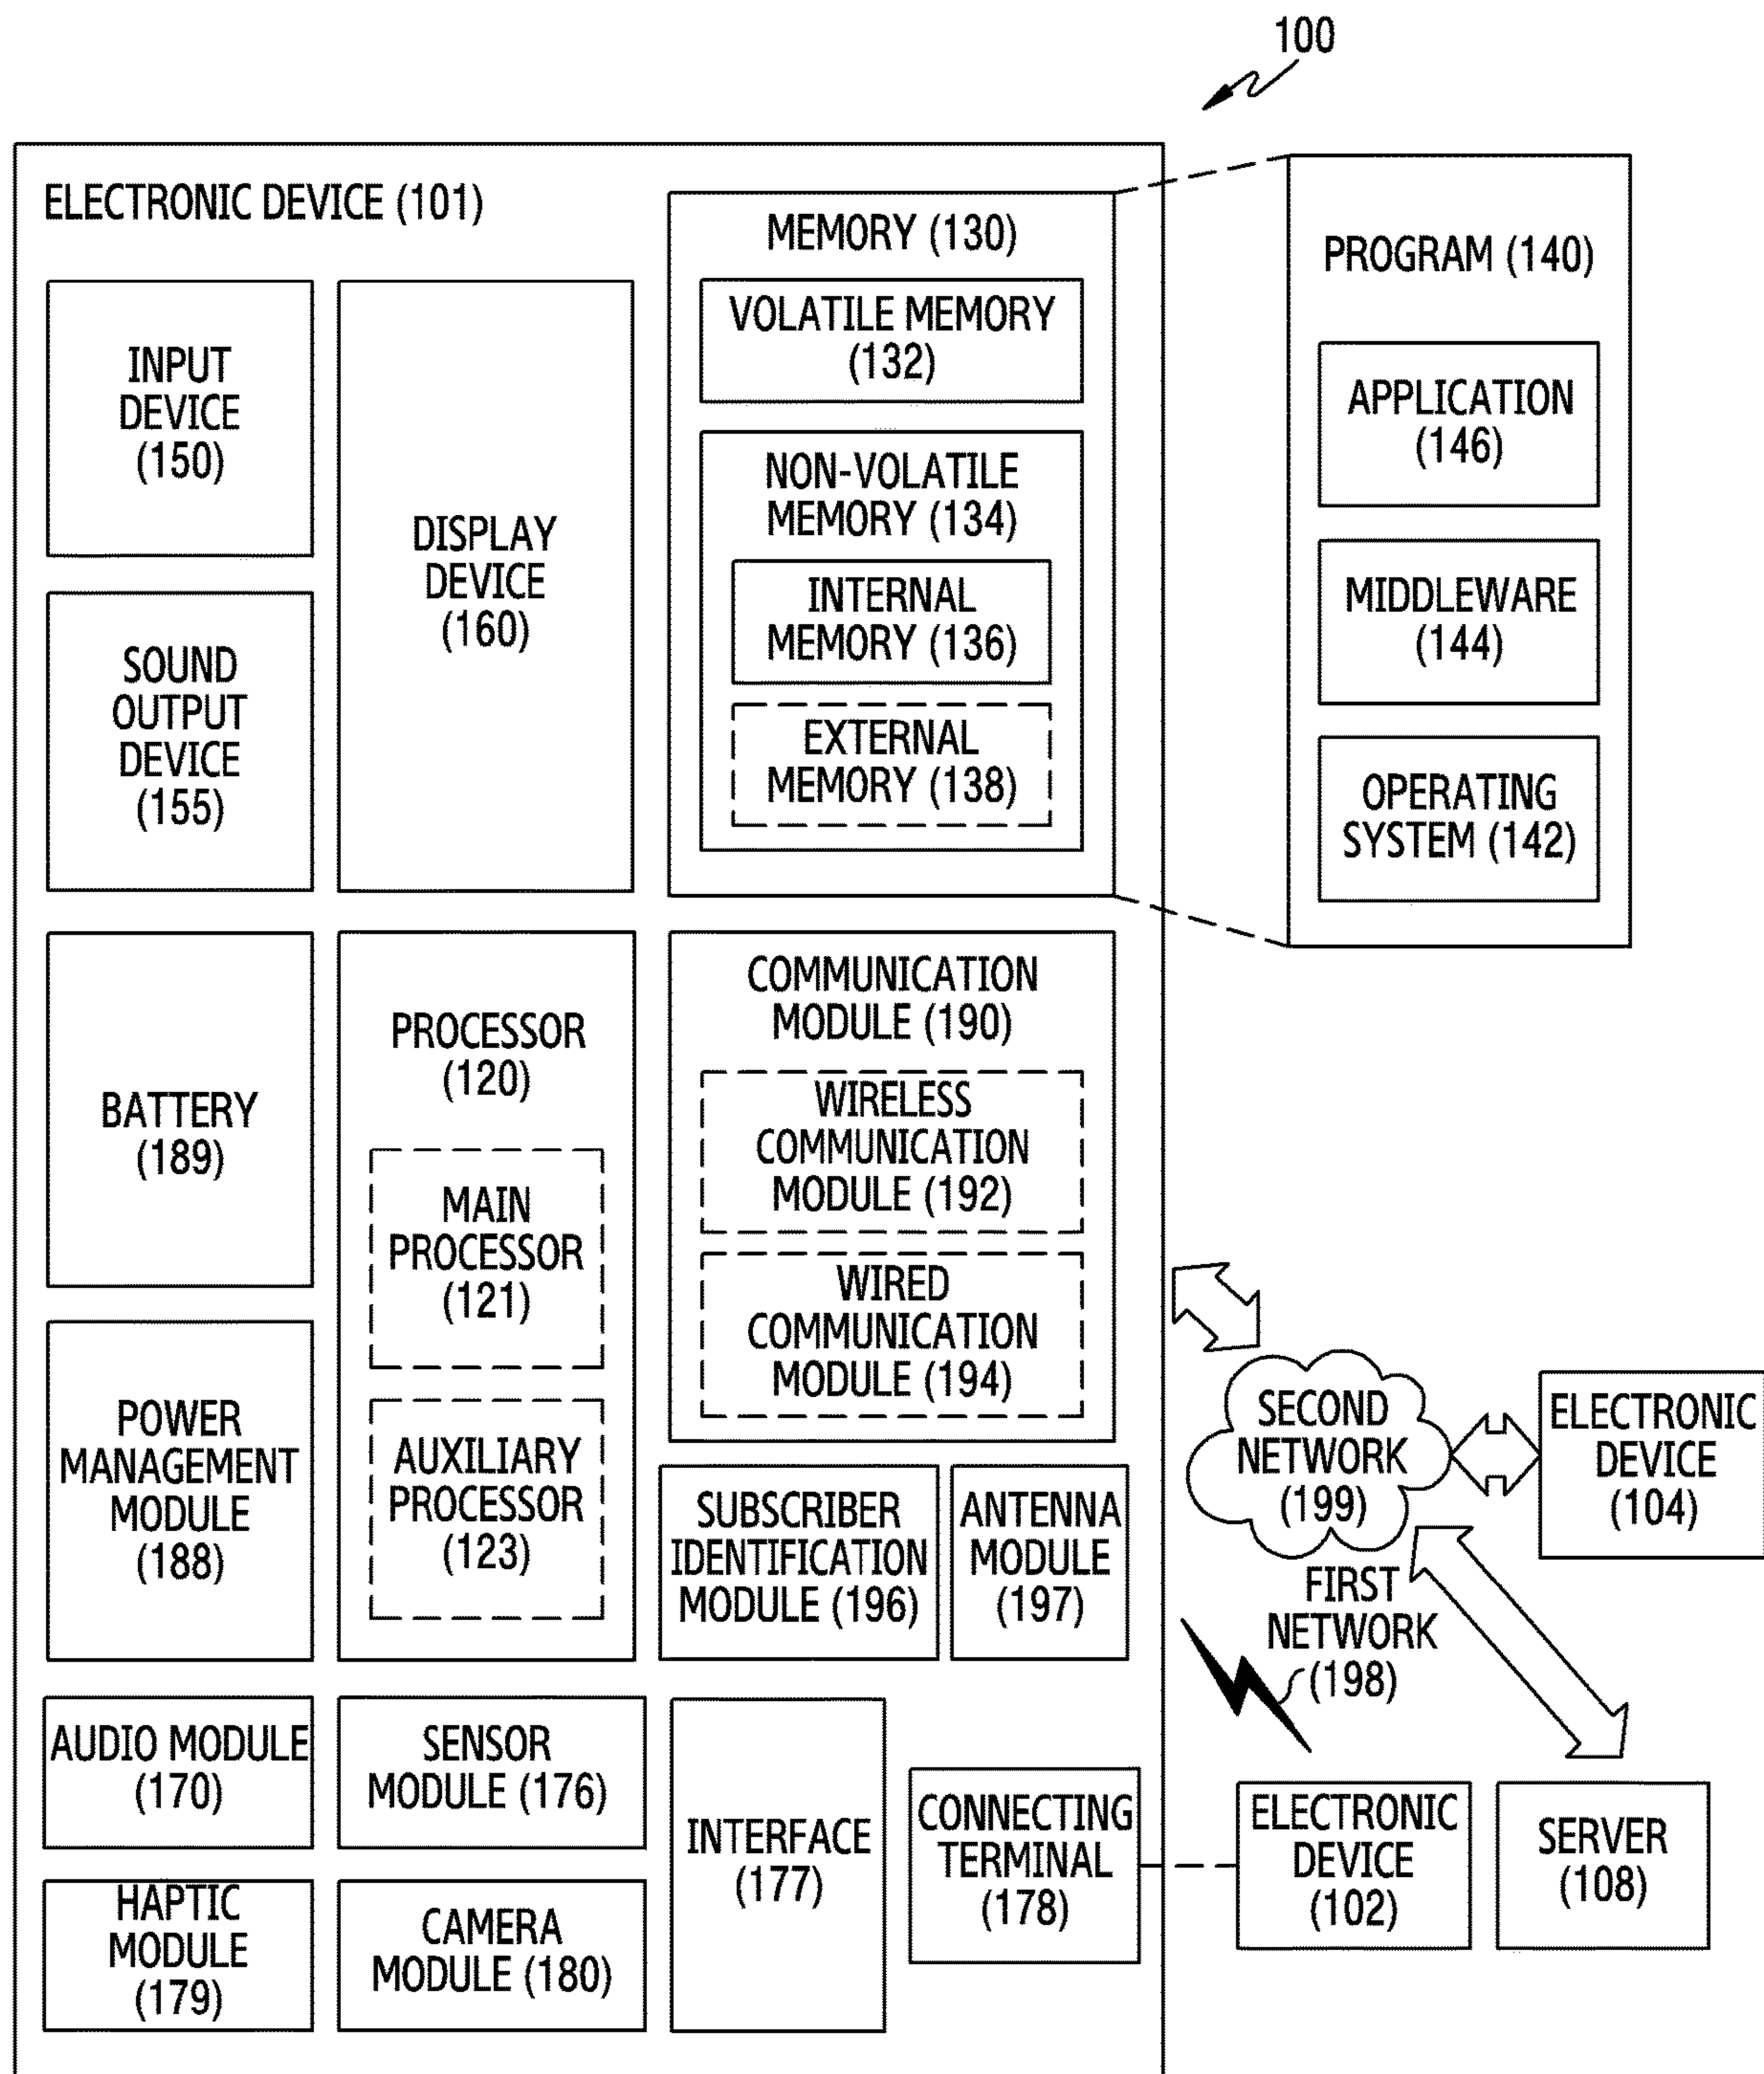 100
ELECTRONIC DEVICE (101)
INPUT
DEVICE
(150)
SOUND
OUTPUT
DEVICE
(155)
DISPLAY
DEVICE
(160)
MEMORY (130)
VOLATILE MEMORY
(132)
NON-VOLATILE
MEMORY (134)
INTERNAL
MEMORY (136)
EXTERNAL
MEMORY (138)
PROGRAM (140)
APPLICATION
(146)
MIDDLEWARE
(144)
OPERATING
SYSTEM (142)
BATTERY
(189)
POWER
MANAGEMENT
MODULE
(188)
PROCESSOR
(120)
MAIN
PROCESSOR
(121)
AUXILIARY
PROCESSOR
(123)
COMMUNICATION
MODULE (190)
WIRELESS
COMMUNICATION
MODULE (192)
WIRED
COMMUNICATION
MODULE (194)
SUBSCRIBER
IDENTIFICATION
MODULE (196)
ANTENNA
MODULE
(197)
SECOND
NETWORK
(199)
ELECTRONIC
DEVICE
(104)
FIRST
NETWORK
(198)
AUDIO MODULE
(170)
SENSOR
MODULE (176)
HAPTIC
MODULE
(179)
CAMERA
MODULE (180)
INTERFACE
(177)
CONNECTING
TERMINAL
(178)
ELECTRONIC
DEVICE
(102)
SERVER
(108)